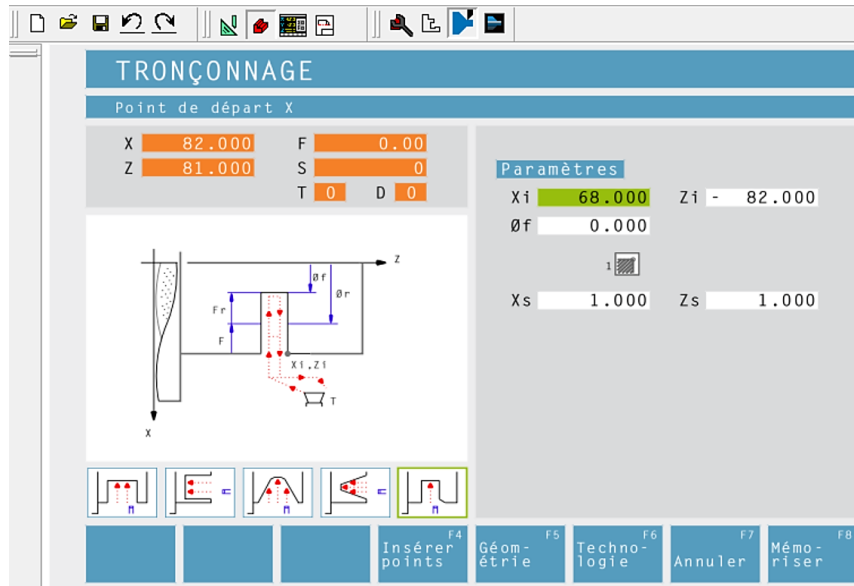 TRONÇONNAGE
Point de départ X
X 82.000 F 0.00
Z 81.000 S 0
T 0 D 0
Paramètres
Xi 68.000 Zi - 82.000
Øf 0.000
1
Xs 1.000 Zs 1.000
Z
Øf
Ør
Fr
F
Xi,Zi
T
X
F4 F5 F6 F7 F8
Insérer Géom- Techno- Mémo-
points étrie logie Annuler riser